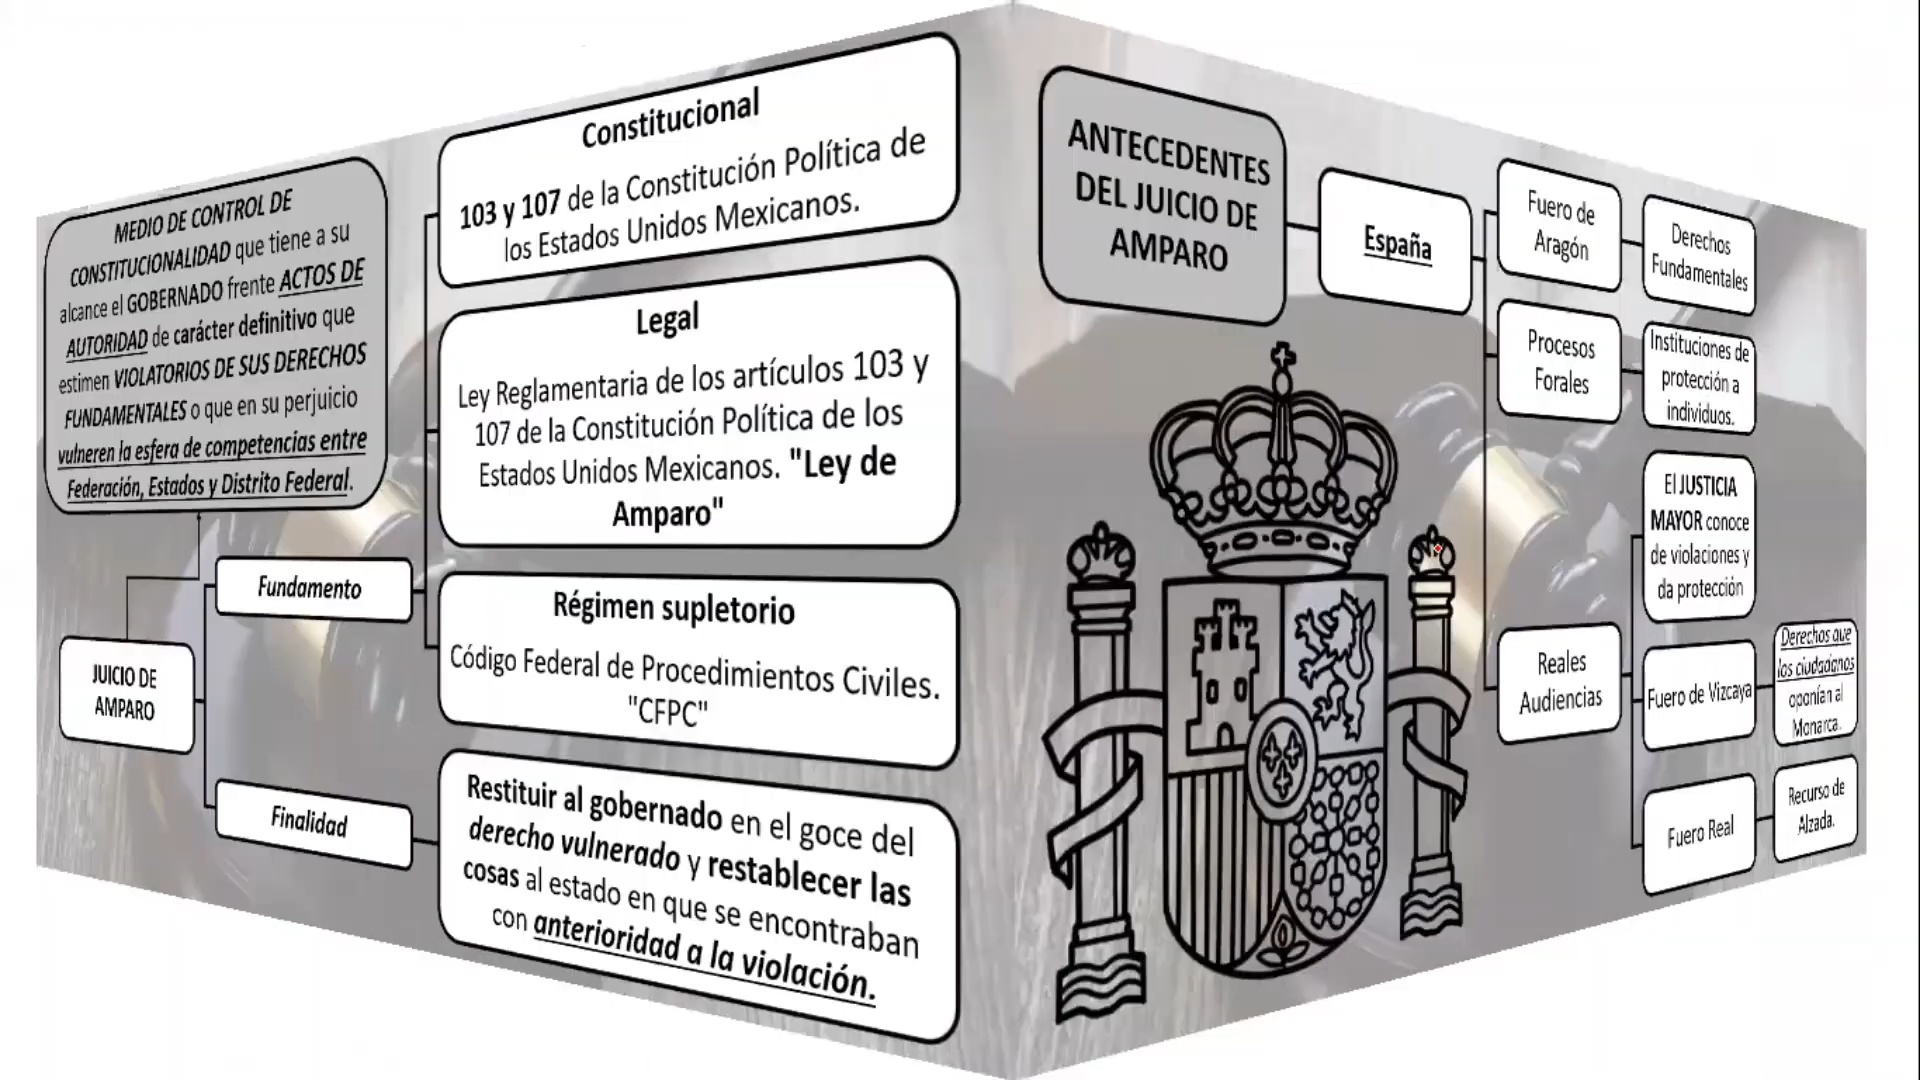 MEDIO DE CONTROL DE
CONSTITUCIONALIDAD que tiene a su
alcance el GOBERNADO frente ACTOS DE
AUTORIDAD de carácter definitivo que
estimen VIOLATORIOS DE SUS DERECHOS
FUNDAMENTALES o que en su perjuicio
vulneren la esfera de competencias entre
Federación, Estados y Distrito Federal.
JUICIO DE
AMPARO
Fundamento
Finalidad
Constitucional
103 y 107 de la Constitución Política de
los Estados Unidos Mexicanos.
Legal
Ley Reglamentaria de los artículos 103 y
107 de la Constitución Política de los
Estados Unidos Mexicanos. "Ley de
Amparo"
Régimen supletorio
Código Federal de Procedimientos Civiles.
"CFPC"
Restituir al gobernado en el goce del
derecho vulnerado y restablecer las
cosas al estado en que se encontraban
con anterioridad a la violación.
ANTECEDENTES
DEL JUICIO DE
AMPARO
España
Fuero de
Aragón
Derechos
Fundamentales
Procesos
Forales
Instituciones de
protección a
individuos.
Reales
Audiencias
El JUSTICIA
MAYOR conoce
de violaciones y
da protección
Fuero de Vizcaya
Derechos que
los ciudadanos
oponían al
Monarca.
Fuero Real
Recurso de
Alzada.